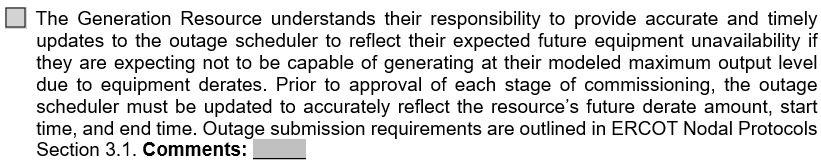 The Generation Resource understands their responsibility to provide accurate and timely
updates to the outage scheduler to reflect their expected future equipment unavailability if
they are expecting not to be capable of generating at their modeled maximum output level
due to equipment derates. Prior to approval of each stage of commissioning, the outage
scheduler must be updated to accurately reflect the resource’s future derate amount, start
time, and end time. Outage submission requirements are outlined in ERCOT Nodal Protocols
Section 3.1. Comments: